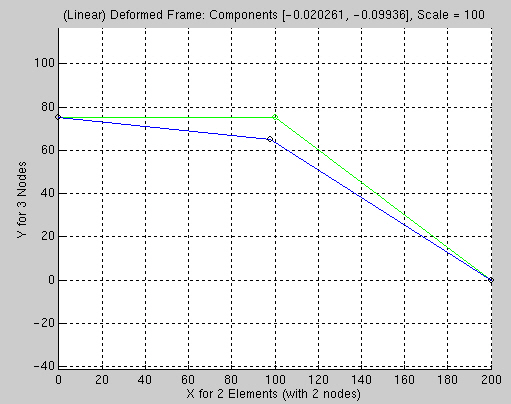 (Linear) Deformed Frame: Components [-0.020261, -0.09936], Scale = 100
100
80
60
40
20
0
-20
-40
Y for 3 Nodes
0 20 40 60 80 100 120 140 160 180 200
X for 2 Elements (with 2 nodes)